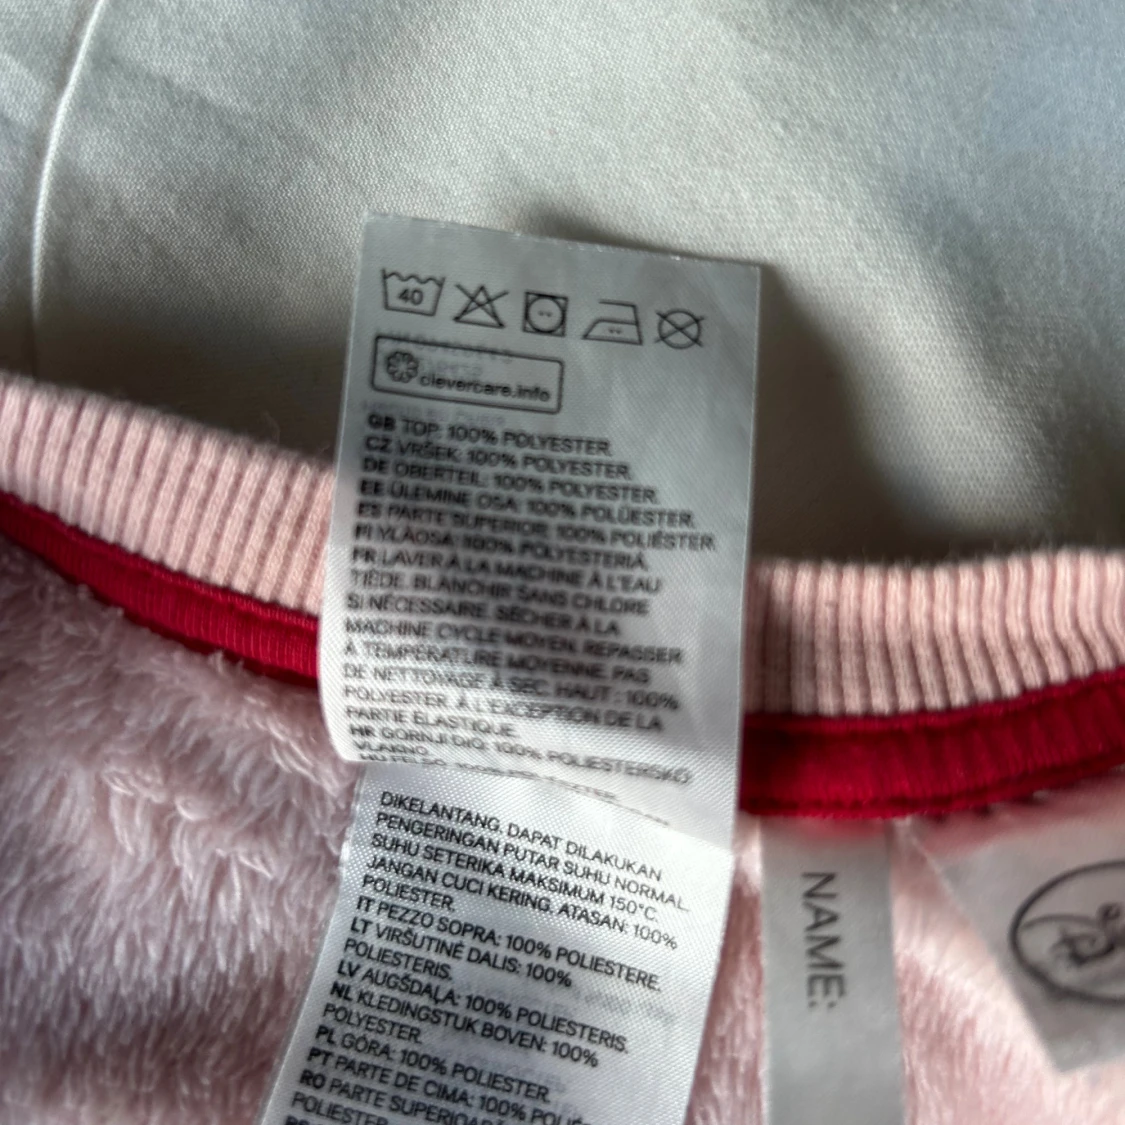 40
clevercare.info
GB TOP: 100% POLYESTER.
CZ VRŠEK: 100% POLYESTER.
DE OBERTEIL: 100% POLYESTER.
EE ÜLEMINE OSA: 100% POLÜESTER.
ES PARTE SUPERIOR: 100% POLIÉSTER.
FI YLÄOSA: 100% POLYESTERIÄ.
FR LAVER À LA MACHINE À L'EAU
TIÈDE. BLANCHIR SANS CHLORE
SI NÉCESSAIRE. SÉCHER À LA
MACHINE CYCLE MOYEN. REPASSER
À TEMPÉRATURE MOYENNE. PAS
DE NETTOYAGE À SEC. HAUT : 100%
POLYESTER. À L'EXCEPTION DE LA
PARTIE ÉLASTIQUE.
HR GORNJI DIO: 100% POLIESTERSKO
VLAKNO.
DIKELANTANG. DAPAT DILAKUKAN
PENGERINGAN PUTAR SUHU NORMAL.
SUHU SETERIKA MAKSIMUM 150°C.
JANGAN CUCI KERING. ATASAN: 100%
POLIESTER.
IT PEZZO SOPRA: 100% POLIESTERE.
LT VIRŠUTINĖ DALIS: 100%
POLIESTERIS.
LV AUGŠDAĻA: 100% POLIESTERIS.
NL KLEDINGSTUK BOVEN: 100%
POLYESTER.
PL GÓRA: 100% POLIESTER.
PT PARTE DE CIMA: 100%
RO PARTE SUPERIOARĂ:
POLIESTER.
NAME: